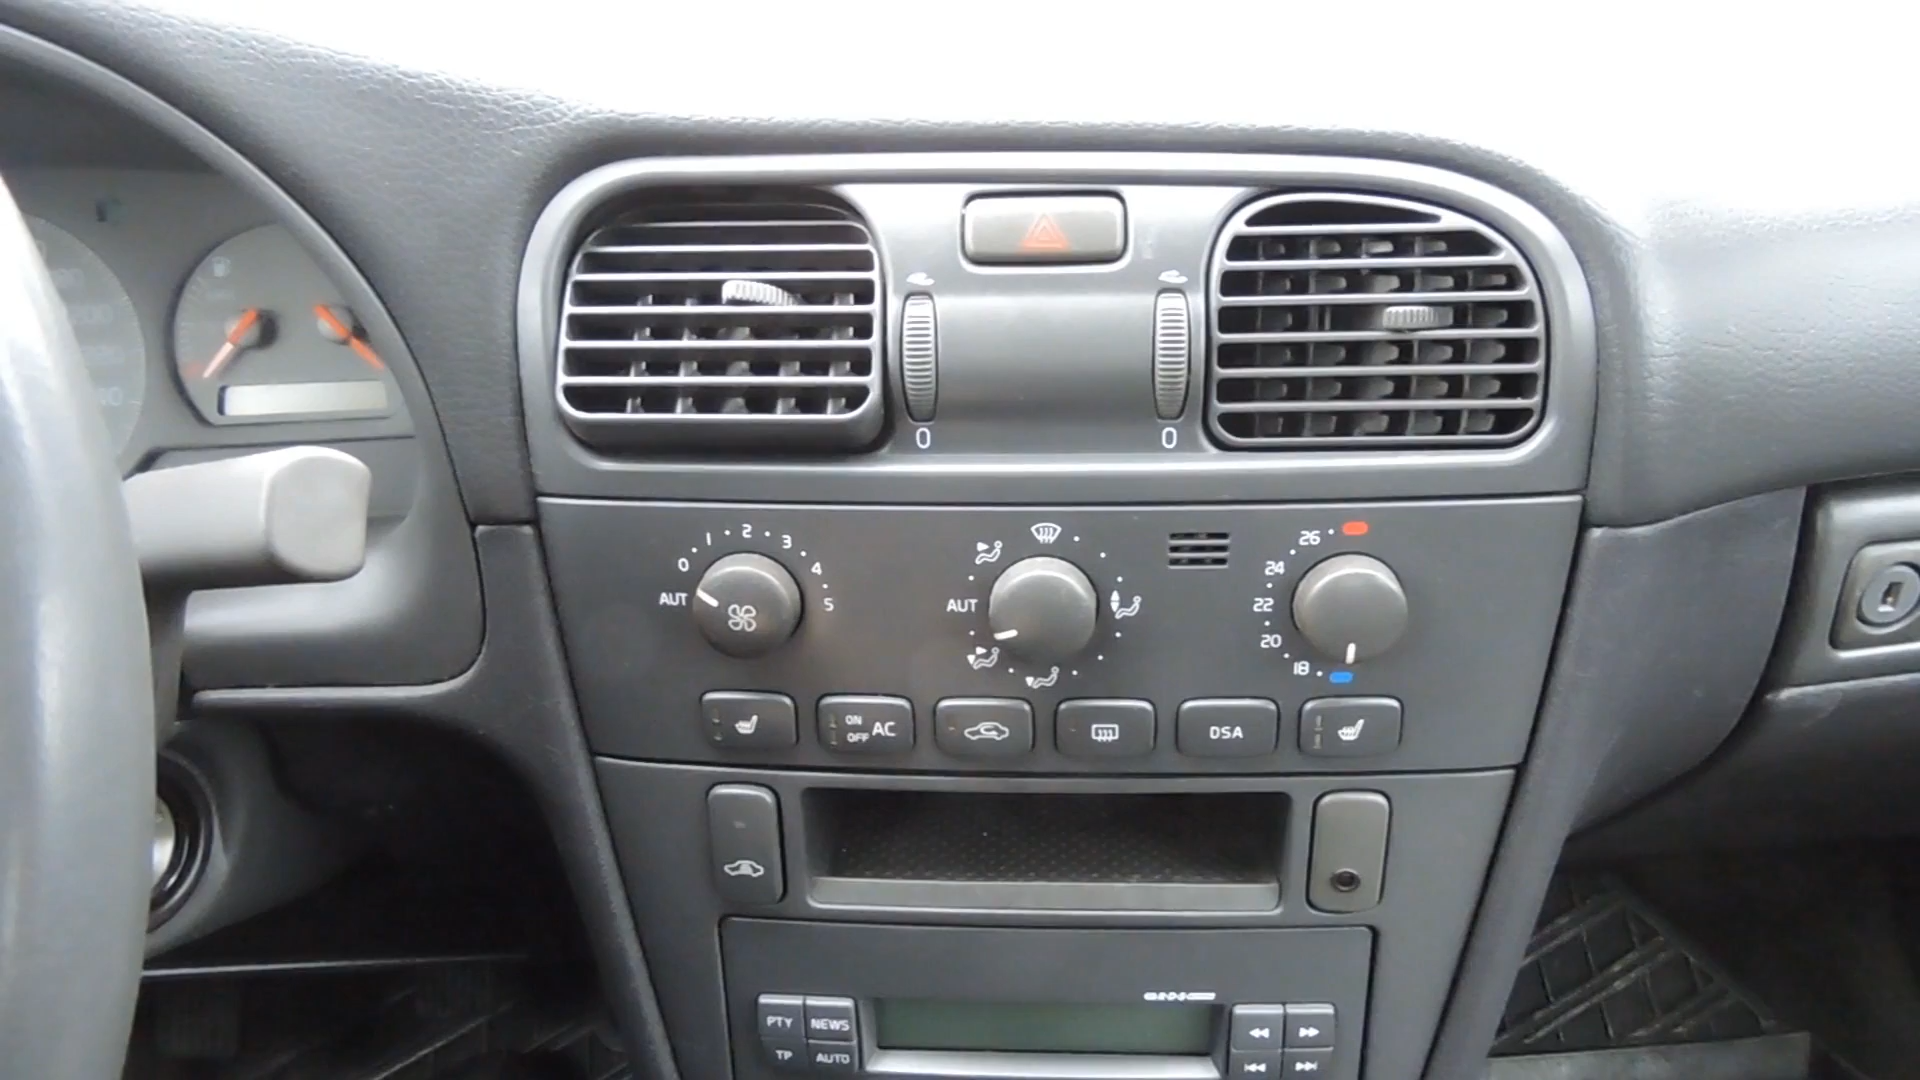 0 0
0 1 2 3 4 5
AUT
AUT
26
24
22
20
18
ON
OFF AC
DSA
RDS
PTY NEWS
TP AUTO